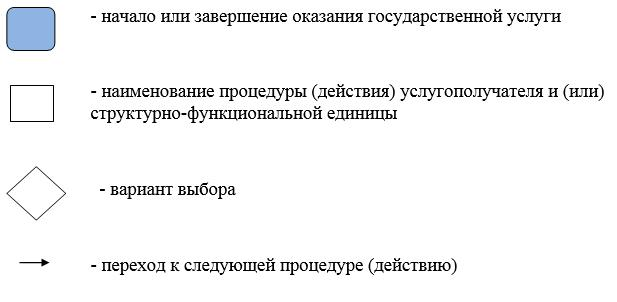 - начало или завершение оказания государственной услуги
- наименование процедуры (действия) услугополучателя и (или)
структурно-функциональной единицы
- вариант выбора
- переход к следующей процедуре (действию)